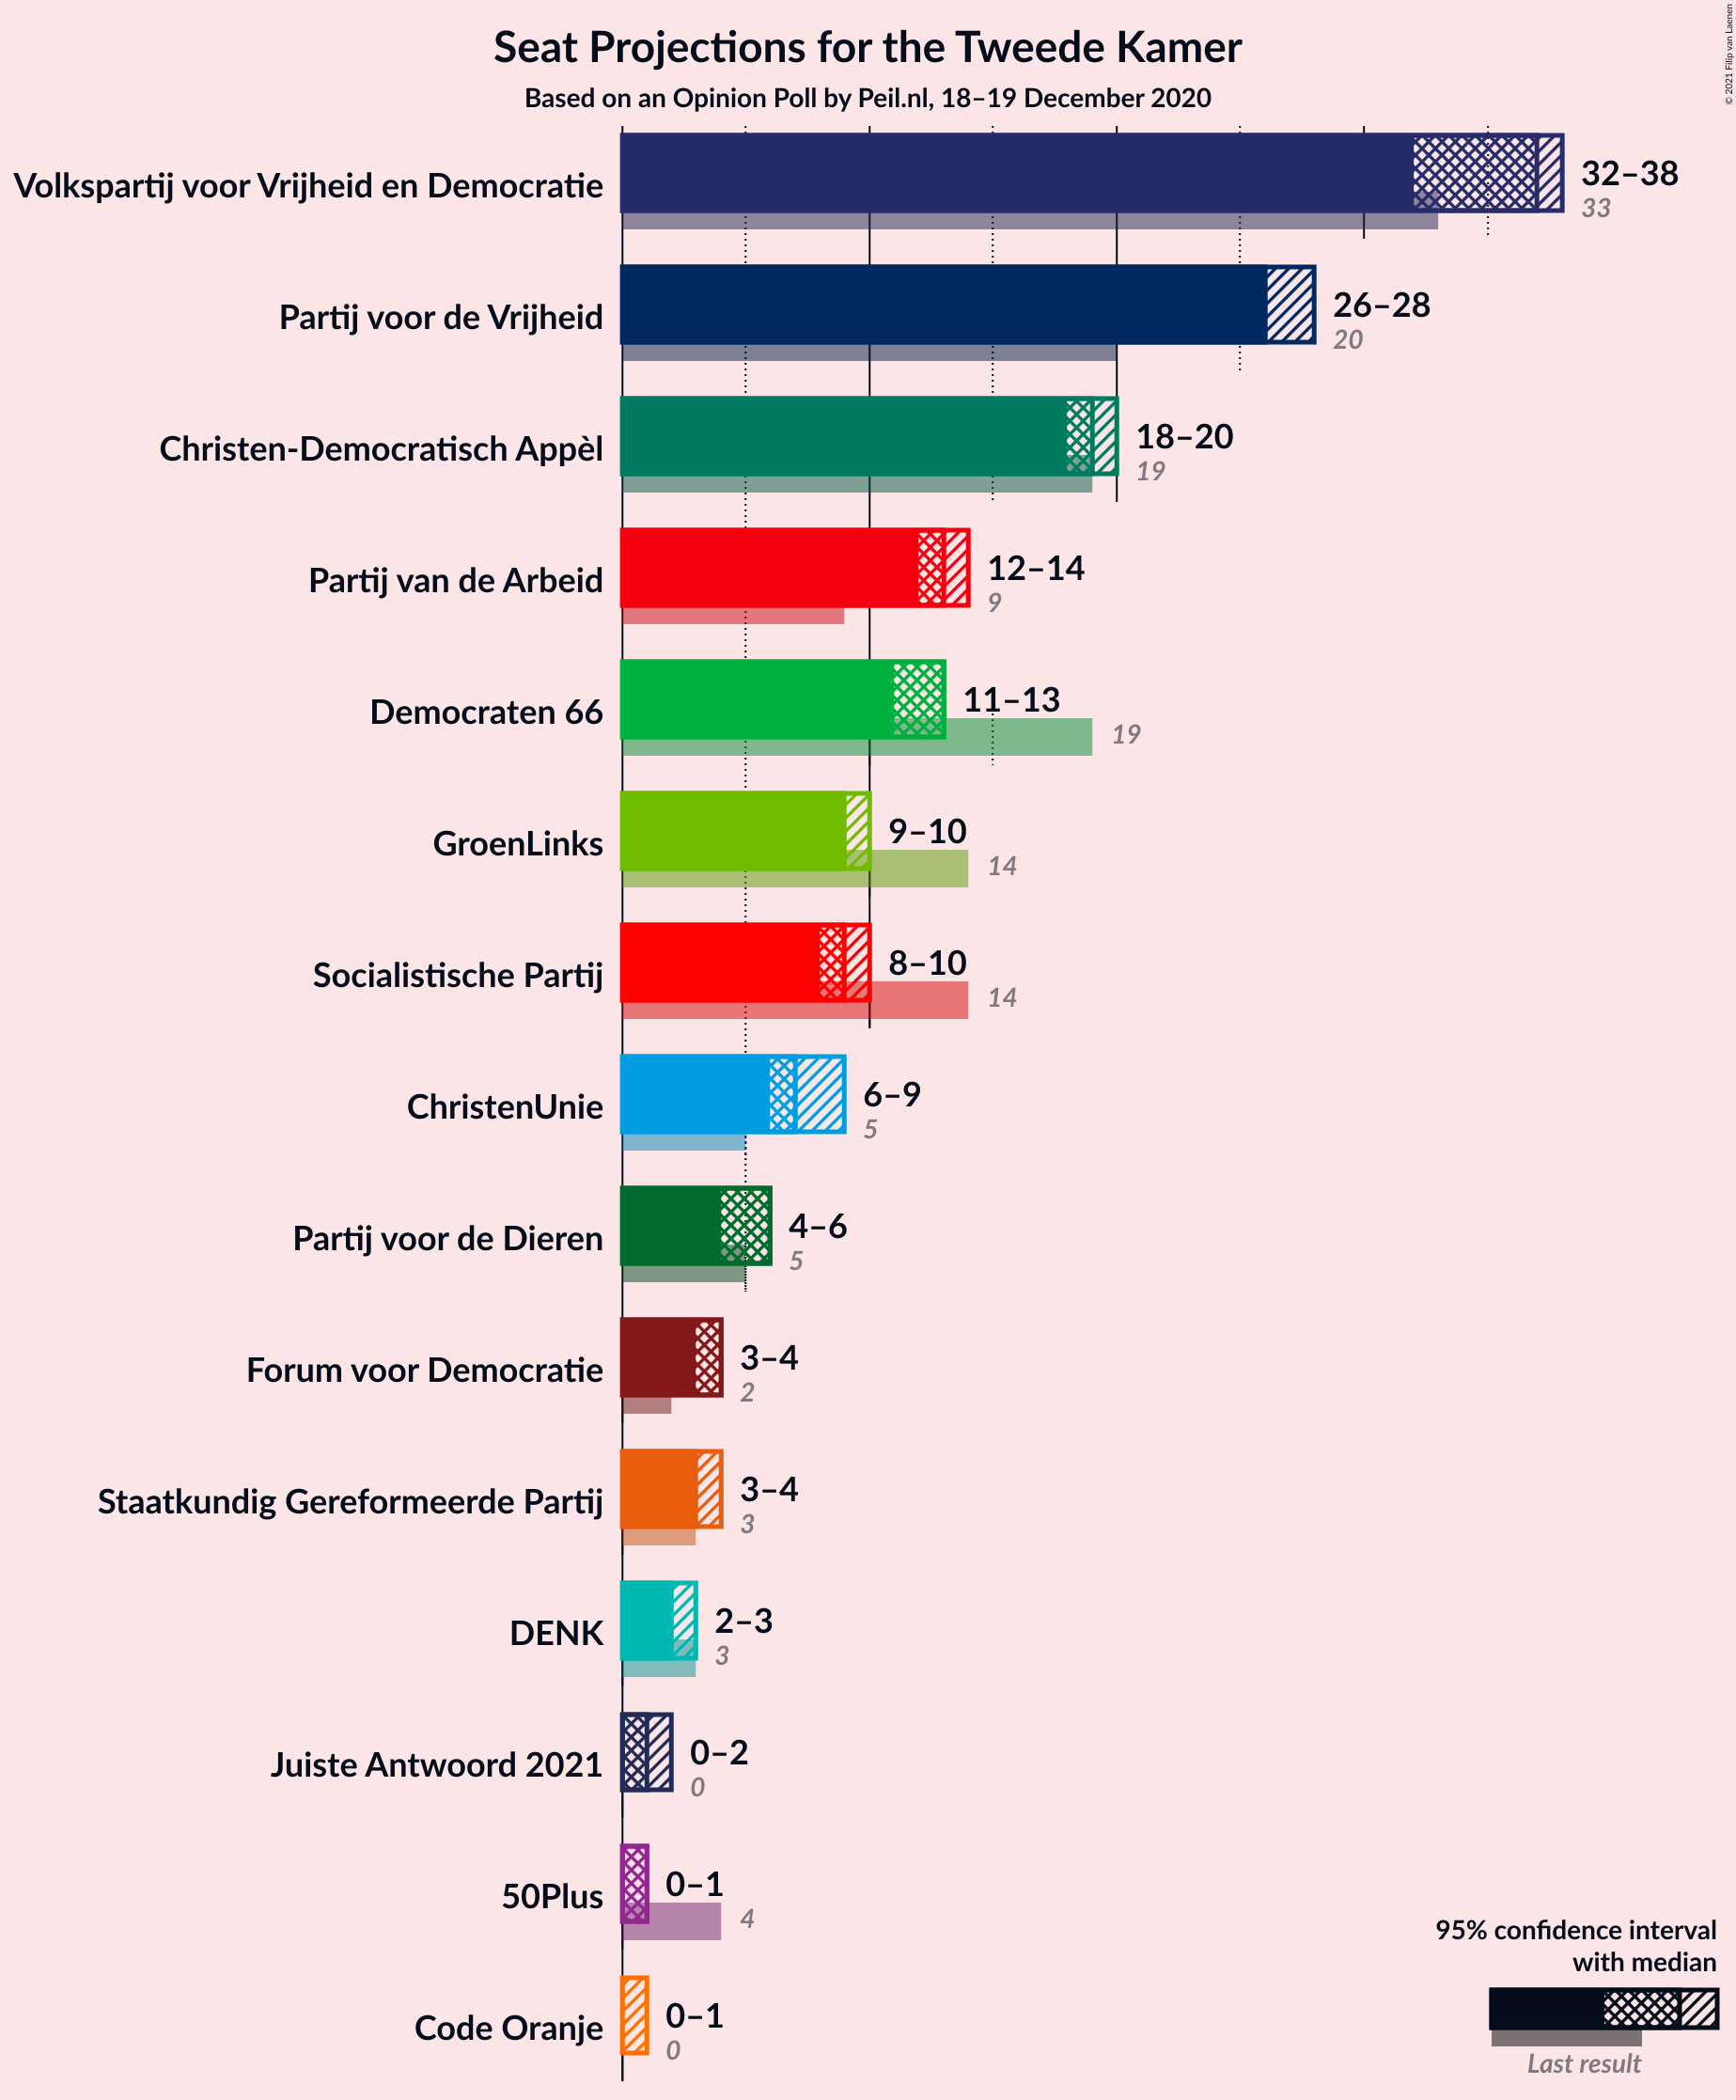 Seat Projections for the Tweede Kamer
Based on an Opinion Poll by Peil.nl, 18–19 December 2020
© 2021 Filip van Laenen
Volkspartij voor Vrijheid en Democratie
32–38
33
Partij voor de Vrijheid
26–28
20
Christen-Democratisch Appèl
18–20
19
Partij van de Arbeid
12–14
9
Democraten 66
11–13
19
GroenLinks
9–10
14
Socialistische Partij
8–10
14
ChristenUnie
6–9
5
Partij voor de Dieren
4–6
5
Forum voor Democratie
3–4
2
Staatkundig Gereformeerde Partij
3–4
3
DENK
2–3
3
Juiste Antwoord 2021
0–2
0
50Plus
0–1
4
Code Oranje
0–1
0
95% confidence interval
with median
Last result